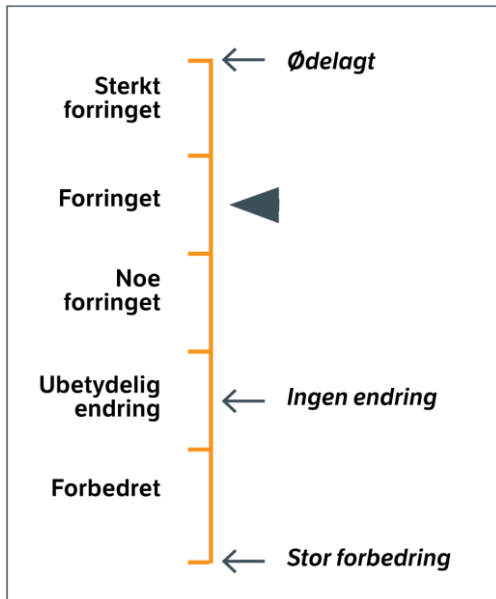 Ødelagt
Sterkt
forringet
Forringet
Noe
forringet
Ubetydelig
endring
Ingen endring
Forbedret
Stor forbedring